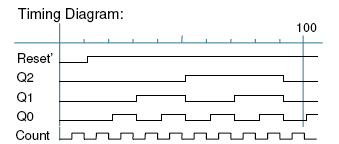 Timing Diagram:
100
Reset'
Q2
Q1
Q0
Count